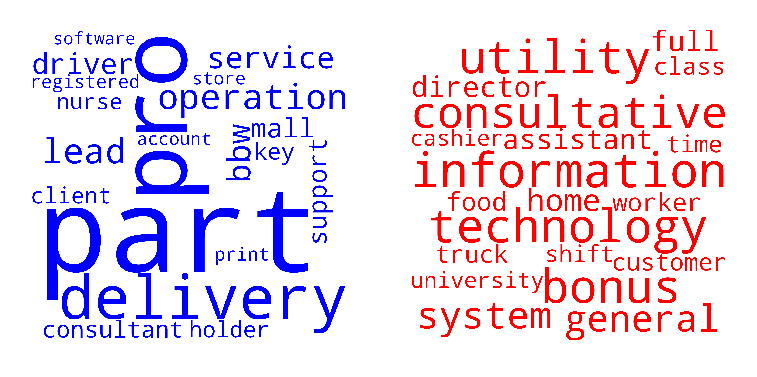 software
pro
driver
service
registered
store
nurse
operation
account
mall
bbw
lead
key
support
client
part
print
delivery
consultant
holder
utility
full
class
director
consultative
cashier
assistant
time
information
food
home
worker
technology
truck
shift
customer
university
bonus
system
general